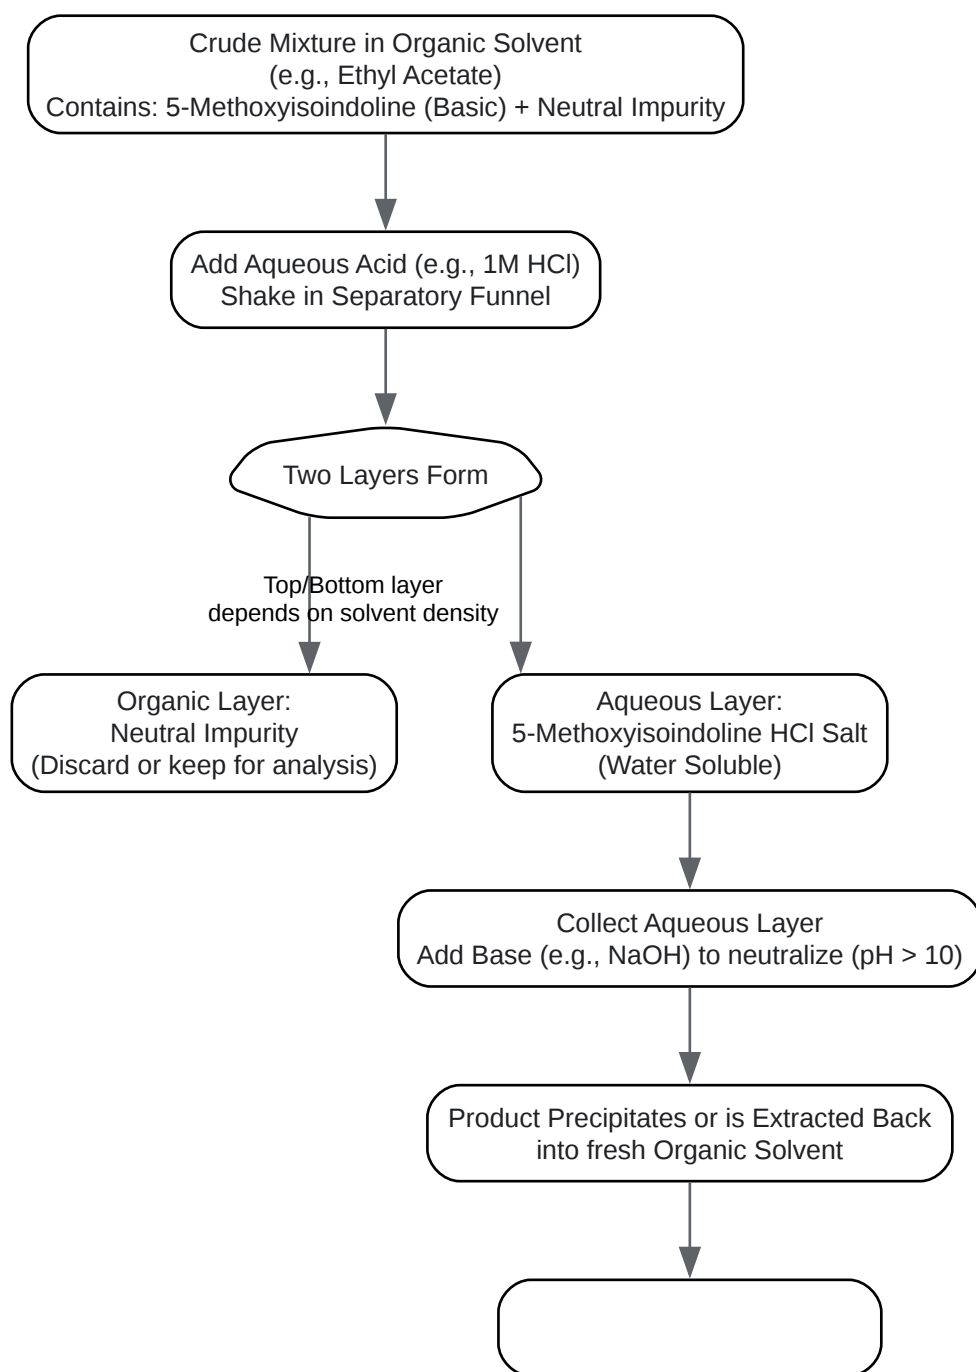 Crude Mixture in Organic Solvent
(e.g., Ethyl Acetate)
Contains: 5-Methoxyisoindoline (Basic) + Neutral Impurity
Add Aqueous Acid (e.g., 1M HCl)
Shake in Separatory Funnel
Two Layers Form
Top/Bottom layer
depends on solvent density
Organic Layer:
Neutral Impurity
(Discard or keep for analysis)
Aqueous Layer:
5-Methoxyisoindoline HCl Salt
(Water Soluble)
Collect Aqueous Layer
Add Base (e.g., NaOH) to neutralize (pH > 10)
Product Precipitates or is Extracted Back
into fresh Organic Solvent